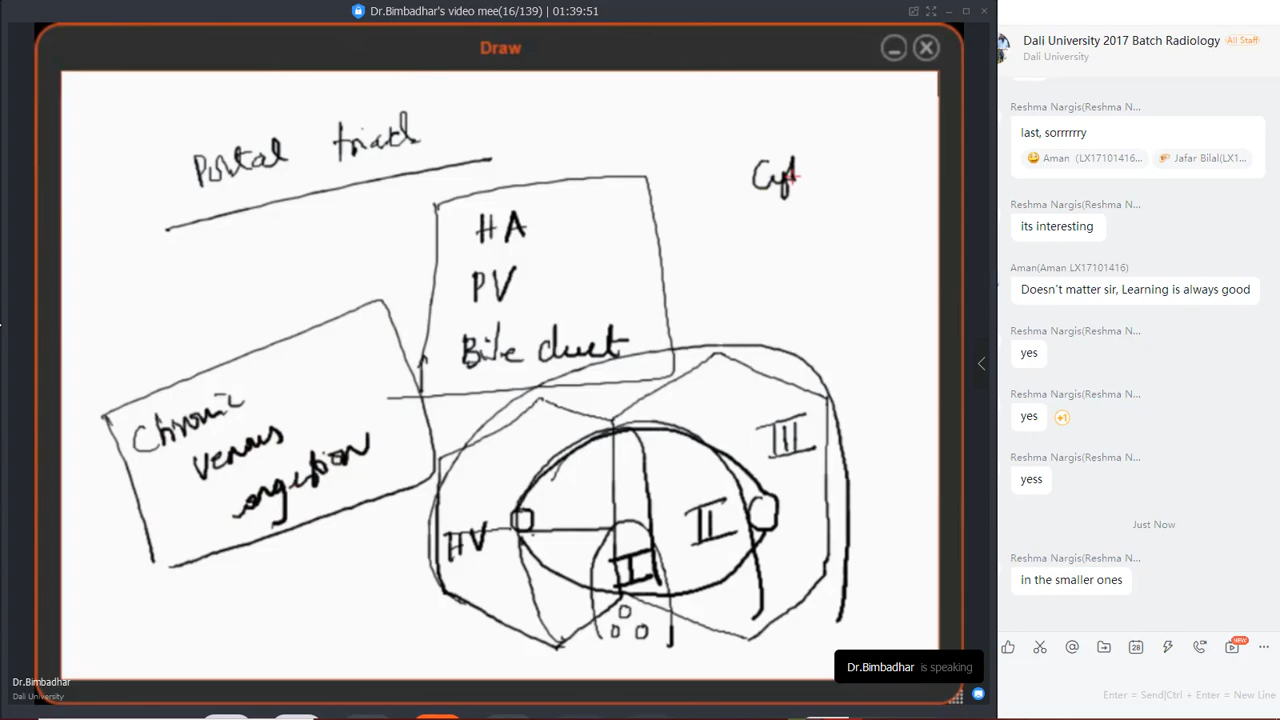 Dr.Bimbadhar's video mee(16/139) | 01:39:51
Draw
Portal triad
HA
PV
Bile duct
Chronic
venous
HV
I
II
III
Dr.Bimbadhar
Dali University
Dali University 2017 Batch Radiology All Staff
Dali University
Reshma Nargis(Reshma N...
last, sorrrrrry
Aman (LX1710146... Jafar Bilal(LX1...
Reshma Nargis(Reshma N...
its interesting
Aman(Aman LX17101416)
Doesn't matter sir, Learning is always good
Reshma Nargis(Reshma N...
yes
Reshma Nargis(Reshma N...
yes +1
Reshma Nargis(Reshma N...
yess
Just Now
Reshma Nargis(Reshma N...
in the smaller ones
28
NEW
Dr.Bimbadhar is speaking
Enter = Send|Ctrl + Enter = New Line